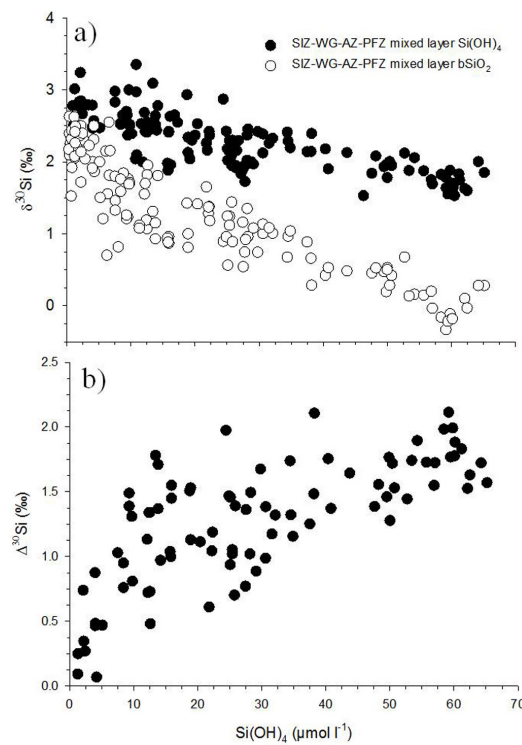 a)
SIZ-WG-AZ-PFZ mixed layer Si(OH)₄
SIZ-WG-AZ-PFZ mixed layer bSiO₂
4
3
2
1
0
δ³⁰Si (‰)
b)
2.5
2.0
1.5
1.0
0.5
0.0
Δ³⁰Si (‰)
0 10 20 30 40 50 60 70
Si(OH)₄ (µmol l⁻¹)